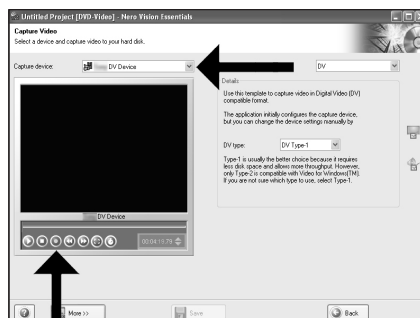 Untitled Project [DVD-Video] - Nero Vision Essentials
Capture Video
Select a device and capture video to your hard disk.
Capture device:
DV Device
DV
Details
Use this template to capture video in Digital Video (DV)
compatible format.
The application initially configures the capture device,
but you can change the device settings manually by
DV type:
DV Type-1
Type-1 is usually the better choice because it requires
less disk space and allows more throughput. However,
only Type-2 is compatible with Video for Windows(TM).
If you are not sure which type to use, select Type-1.
DV Device
00:04:19.79
More >>
Save
Back